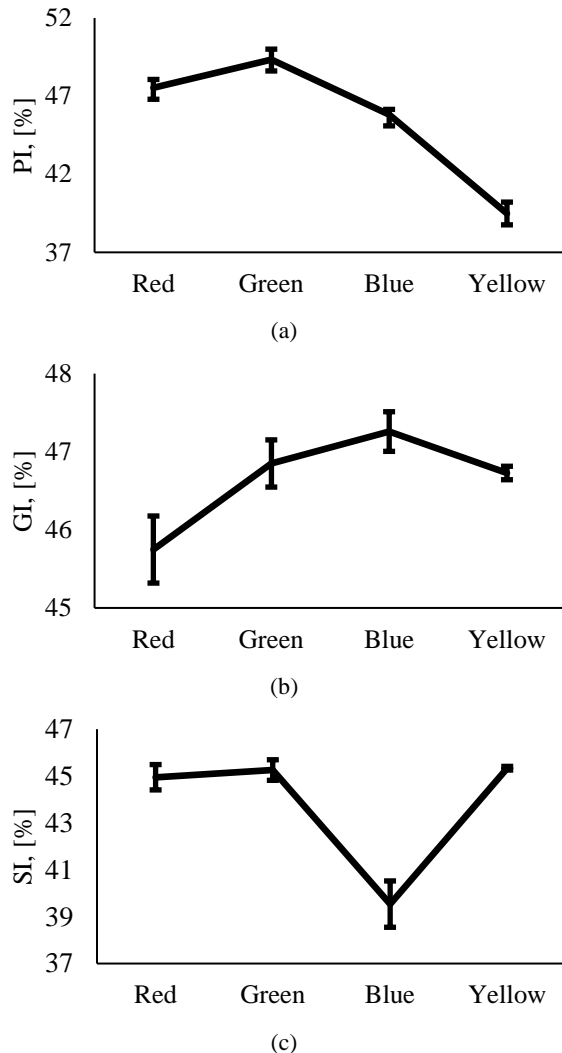 52
47
42
37
PI, [%]
Red Green Blue Yellow
(a)
48
47
46
45
GI, [%]
Red Green Blue Yellow
(b)
47
45
43
41
39
37
SI, [%]
Red Green Blue Yellow
(c)